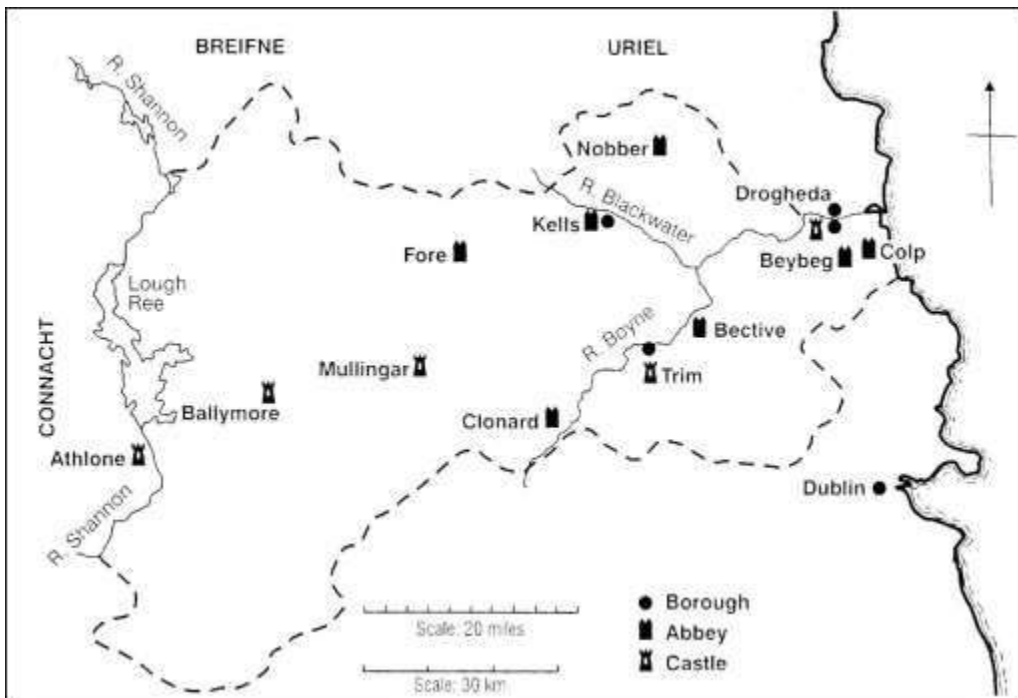 BREIFNE
URIEL
R. Shannon
Nobber
R. Blackwater
Drogheda
Kells
Fore
Beybeg
Colp
Lough
Ree
CONNACHT
R. Boyne
Bective
Mullingar
Trim
Ballymore
Clonard
Athlone
Dublin
R. Shannon
Borough
Scale: 20 miles
Abbey
Castle
Scale: 30 km